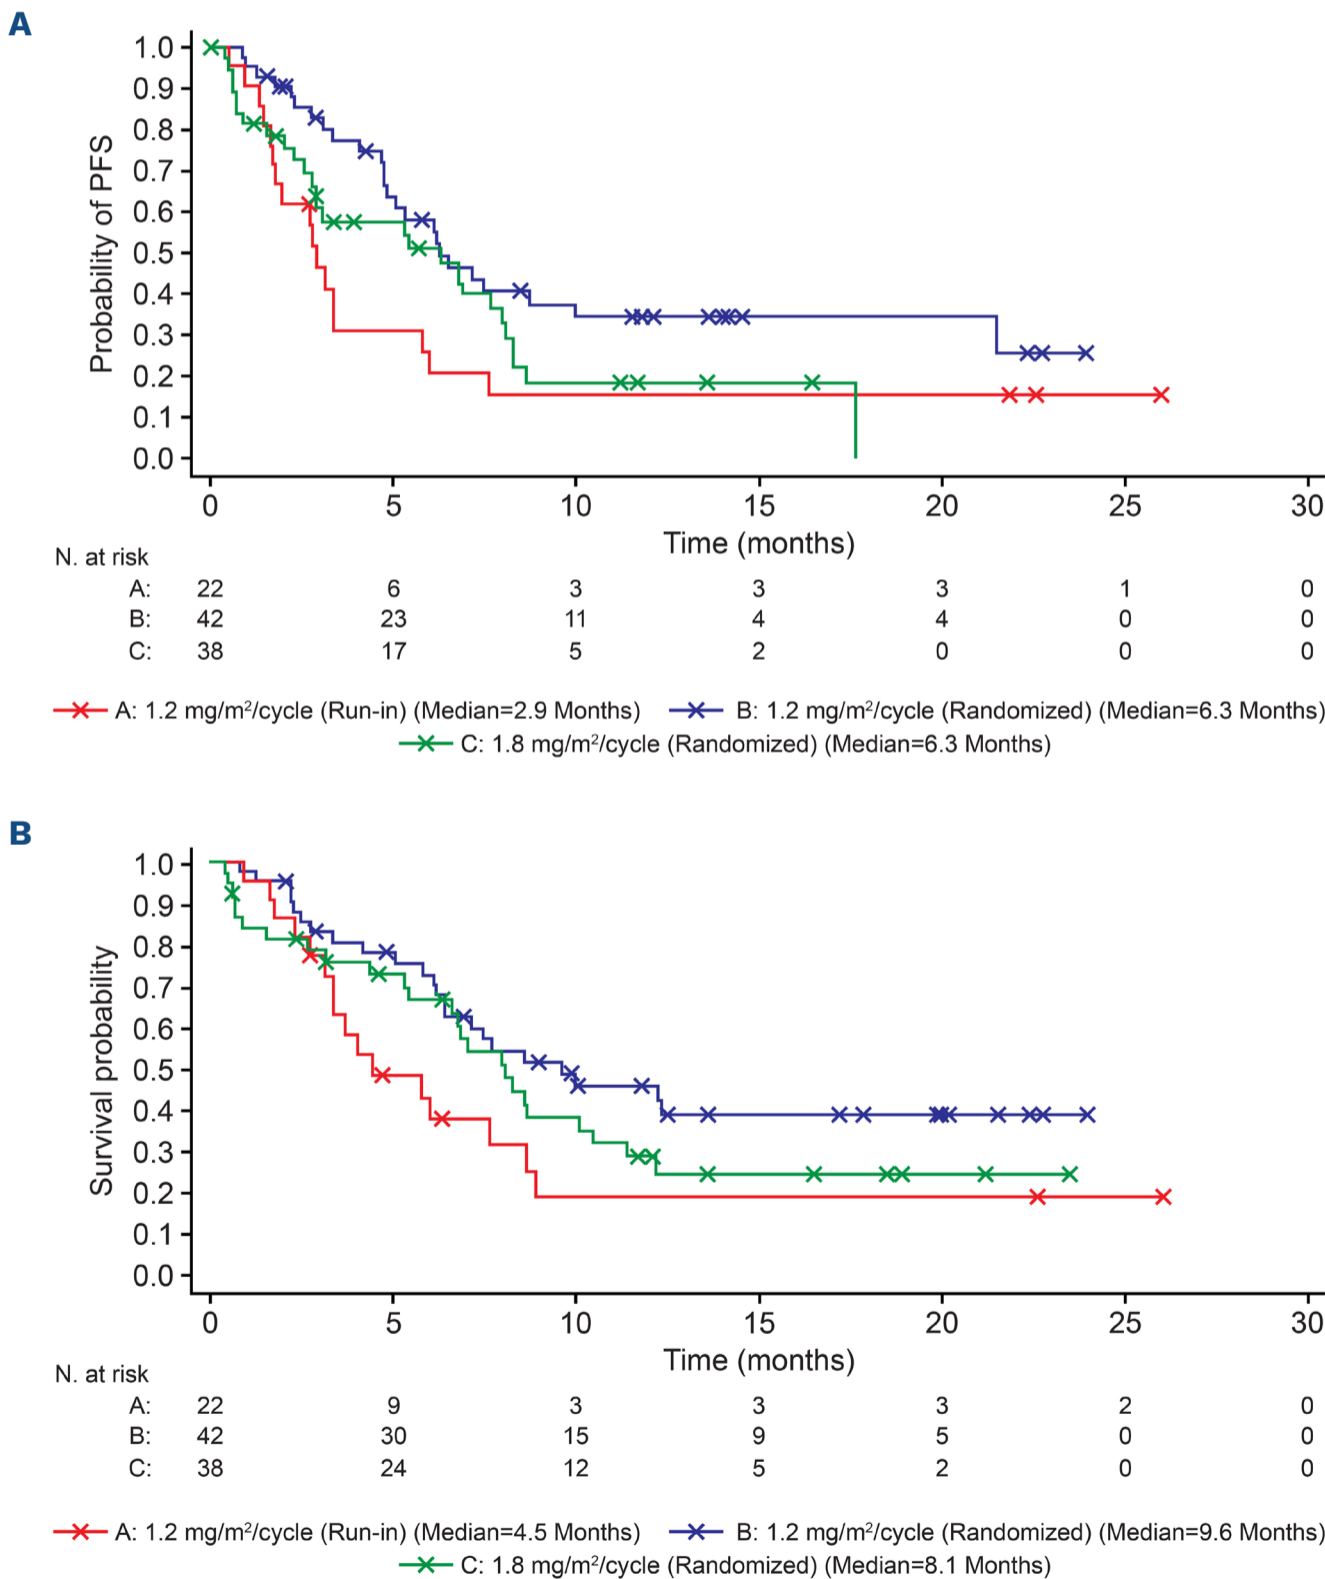 A
Probability of PFS
1.0
0.9
0.8
0.7
0.6
0.5
0.4
0.3
0.2
0.1
0.0
0 5 10 15 20 25 30
Time (months)
N. at risk
A: 22 6 3 3 3 1 0
B: 42 23 11 4 4 0 0
C: 38 17 5 2 0 0 0
A: 1.2 mg/m²/cycle (Run-in) (Median=2.9 Months) B: 1.2 mg/m²/cycle (Randomized) (Median=6.3 Months)
C: 1.8 mg/m²/cycle (Randomized) (Median=6.3 Months)
B
Survival probability
1.0
0.9
0.8
0.7
0.6
0.5
0.4
0.3
0.2
0.1
0.0
0 5 10 15 20 25 30
Time (months)
N. at risk
A: 22 9 3 3 3 2 0
B: 42 30 15 9 5 0 0
C: 38 24 12 5 2 0 0
A: 1.2 mg/m²/cycle (Run-in) (Median=4.5 Months) B: 1.2 mg/m²/cycle (Randomized) (Median=9.6 Months)
C: 1.8 mg/m²/cycle (Randomized) (Median=8.1 Months)